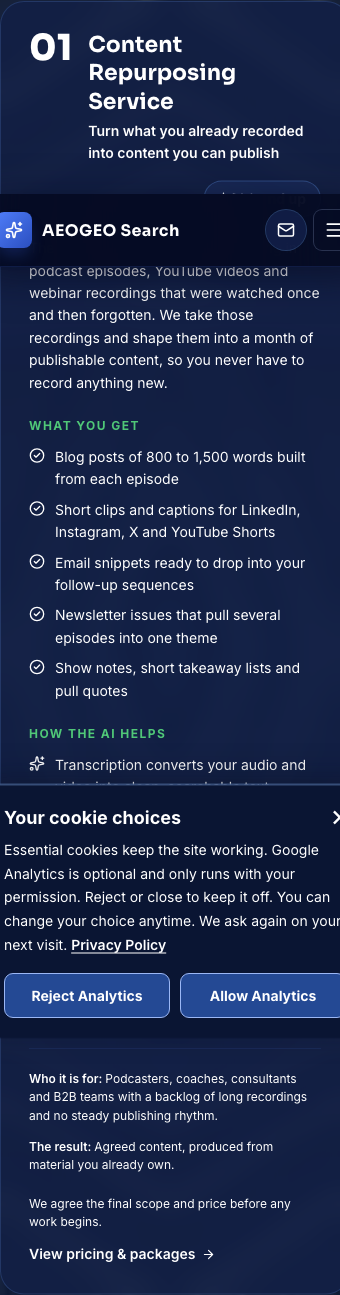 01 Content
Repurposing
Service
Turn what you already recorded
into content you can publish
AEOGEO Search
podcast episodes, YouTube videos and
webinar recordings that were watched once
and then forgotten. We take those
recordings and shape them into a month of
publishable content, so you never have to
record anything new.
WHAT YOU GET
Blog posts of 800 to 1,500 words built
from each episode
Short clips and captions for LinkedIn,
Instagram, X and YouTube Shorts
Email snippets ready to drop into your
follow-up sequences
Newsletter issues that pull several
episodes into one theme
Show notes, short takeaway lists and
pull quotes
HOW THE AI HELPS
Transcription converts your audio and
Your cookie choices
Essential cookies keep the site working. Google
Analytics is optional and only runs with your
permission. Reject or close to keep it off. You can
change your choice anytime. We ask again on your
next visit. Privacy Policy
Reject Analytics
Allow Analytics
Who it is for: Podcasters, coaches, consultants
and B2B teams with a backlog of long recordings
and no steady publishing rhythm.
The result: Agreed content, produced from
material you already own.
We agree the final scope and price before any
work begins.
View pricing & packages →